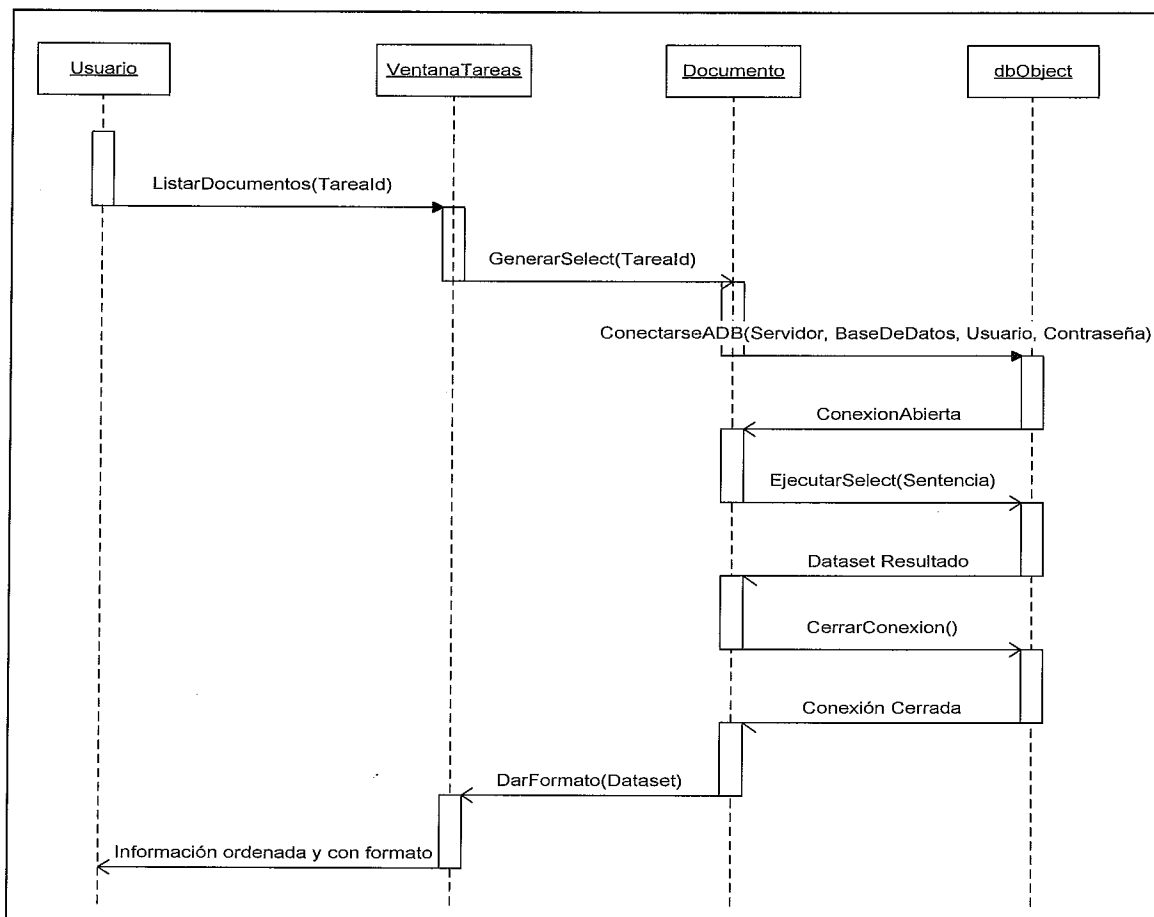 Usuario
VentanaTareas
Documento
dbObject
ListarDocumentos(TareaId)
GenerarSelect(TareaId)
ConectarseADB(Servidor, BaseDeDatos, Usuario, Contraseña)
ConexionAbierta
EjecutarSelect(Sentencia)
Dataset Resultado
CerrarConexion()
Conexión Cerrada
DarFormato(Dataset)
Información ordenada y con formato